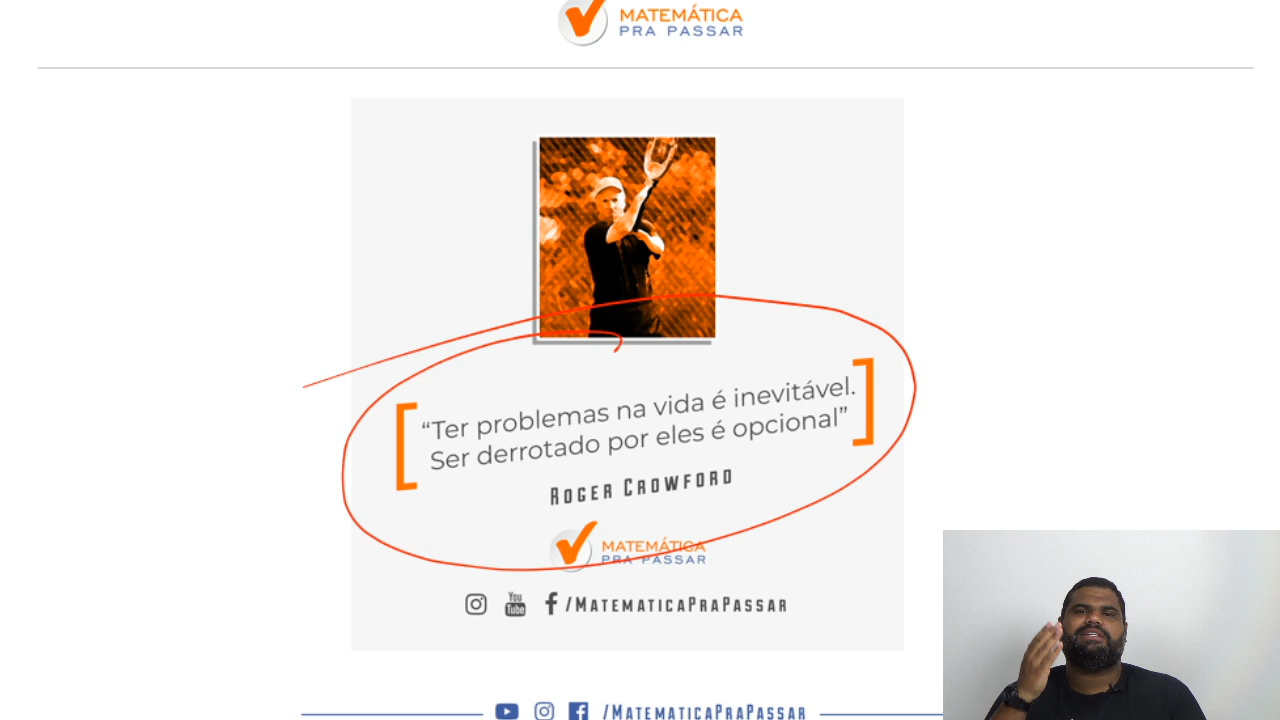 MATEMÁTICA
PRA PASSAR
“Ter problemas na vida é inevitável.
Ser derrotado por eles é opcional”
ROGER CROWFORD
MATEMÁTICA
PRA PASSAR
You
Tube
/MATEMATICAPRAPASSAR
/MATEMATICAPRAPASSAR